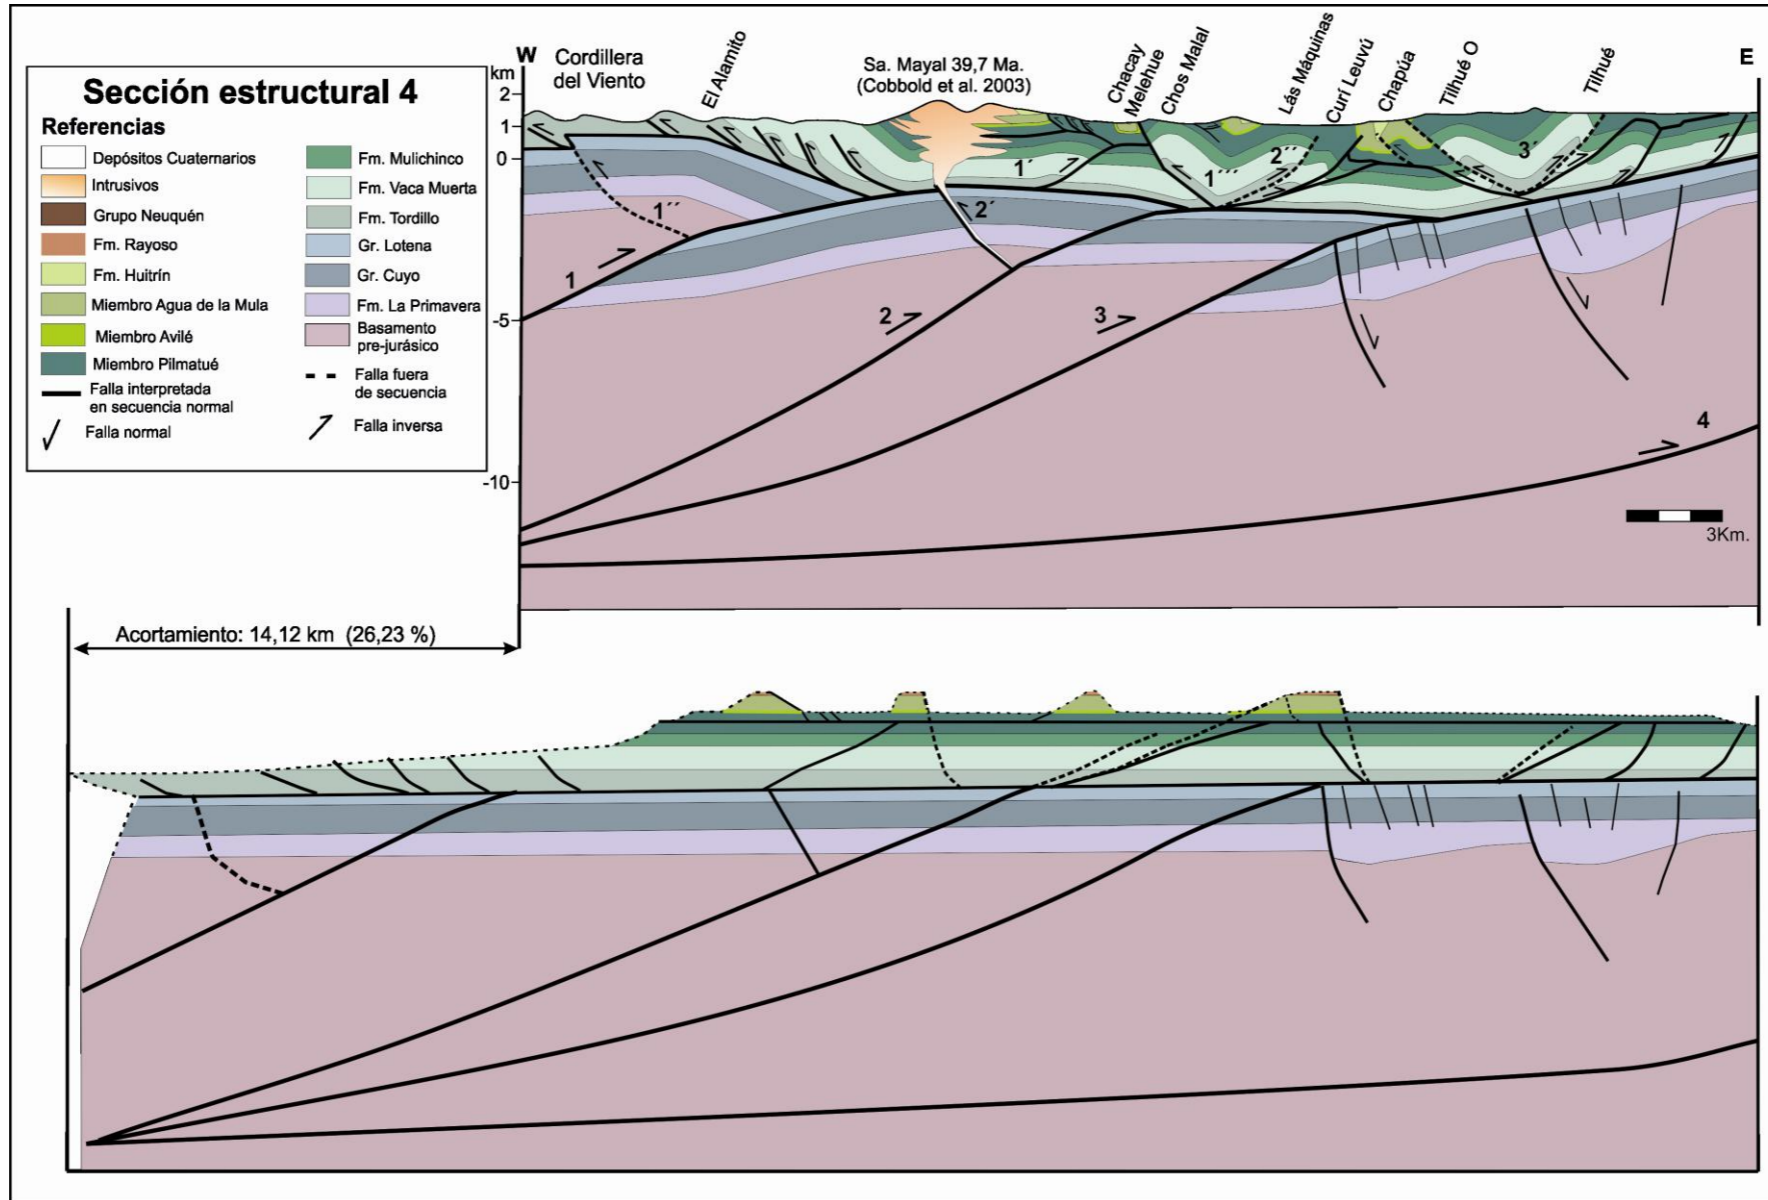 Sección estructural 4
Referencias
Depósitos Cuaternarios
Intrusivos
Grupo Neuquén
Fm. Rayoso
Fm. Huitrín
Miembro Agua de la Mula
Miembro Avilé
Miembro Pilmatué
Falla interpretada
en secuencia normal
Falla normal
Fm. Mulichinco
Fm. Vaca Muerta
Fm. Tordillo
Gr. Lotena
Gr. Cuyo
Fm. La Primavera
Basamento
pre-jurásico
Falla fuera
de secuencia
Falla inversa
W
km
2
1
0
-5
-10
Cordillera
del Viento
El Alamito
Sa. Mayal 39,7 Ma.
(Cobbold et al. 2003)
Chacay
Melehue
Chos Malal
Lás Máquinas
Curí Leuvú
Chapúa
Tilhué O
Tilhué
E
1´
1´´´
2´´
3´
1´´
2´
1
2
3
4
3Km.
Acortamiento: 14,12 km (26,23 %)